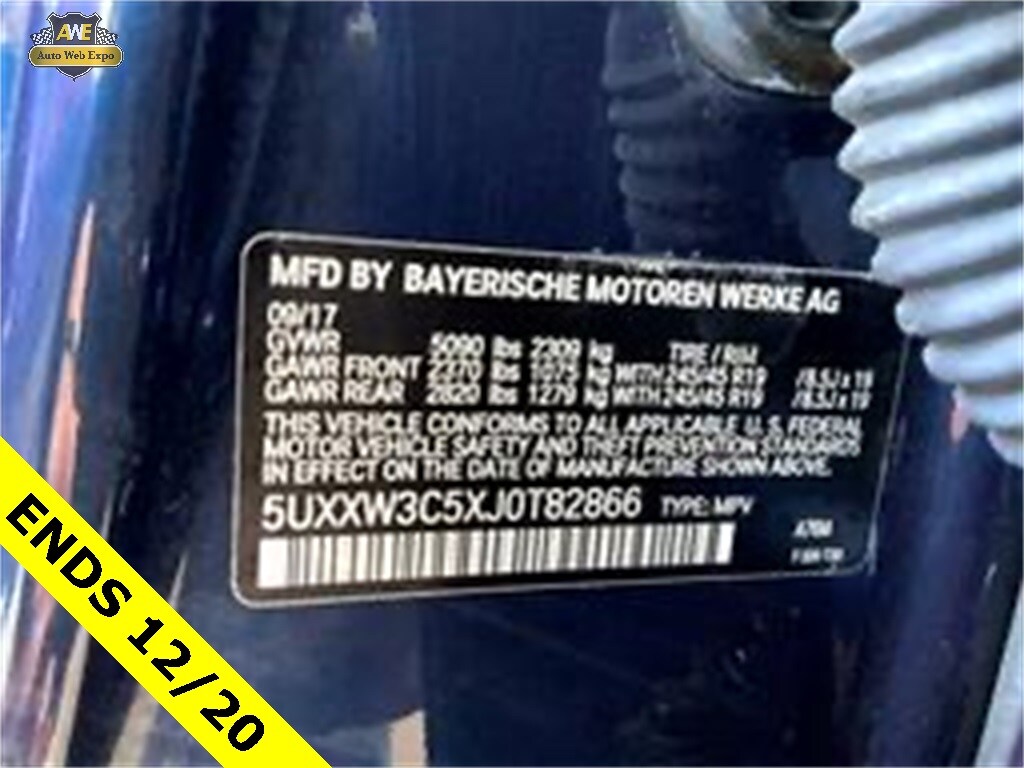 AWE
Auto Web Expo
MFD BY BAYERISCHE MOTOREN WERKE AG
09/17
GVWR 5090 lbs 2309 kg TIRE / RIM
GAWR FRONT 2370 lbs 1075 kg WITH 245/45 R19 /8.5J x 19
GAWR REAR 2820 lbs 1279 kg WITH 245/45 R19 /8.5J x 19
THIS VEHICLE CONFORMS TO ALL APPLICABLE U.S. FEDERAL
MOTOR VEHICLE SAFETY AND THEFT PREVENTION STANDARDS
IN EFFECT ON THE DATE OF MANUFACTURE SHOWN ABOVE.
5UXXW3C5XJ0T82866 TYPE: MPV
ENDS 12/20